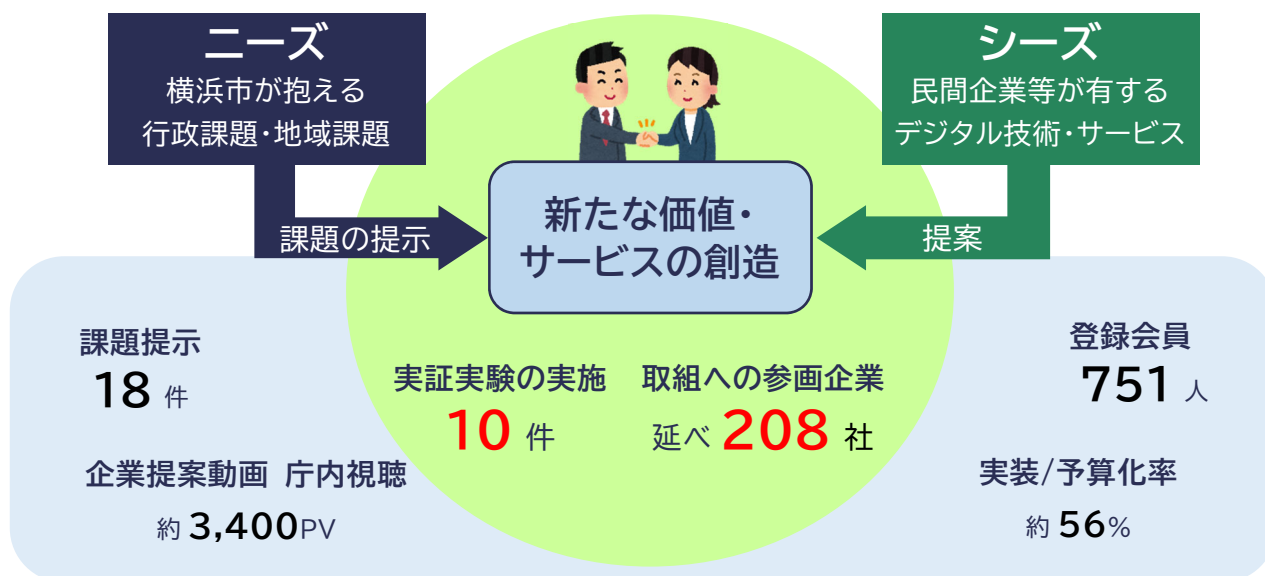 ニーズ
横浜市が抱える
行政課題・地域課題
シーズ
民間企業等が有する
デジタル技術・サービス
課題の提示
新たな価値・
サービスの創造
提案
課題提示
18 件
企業提案動画 庁内視聴
約 3,400PV
実証実験の実施
10 件
取組への参画企業
延べ 208 社
登録会員
751 人
実装/予算化率
約 56%